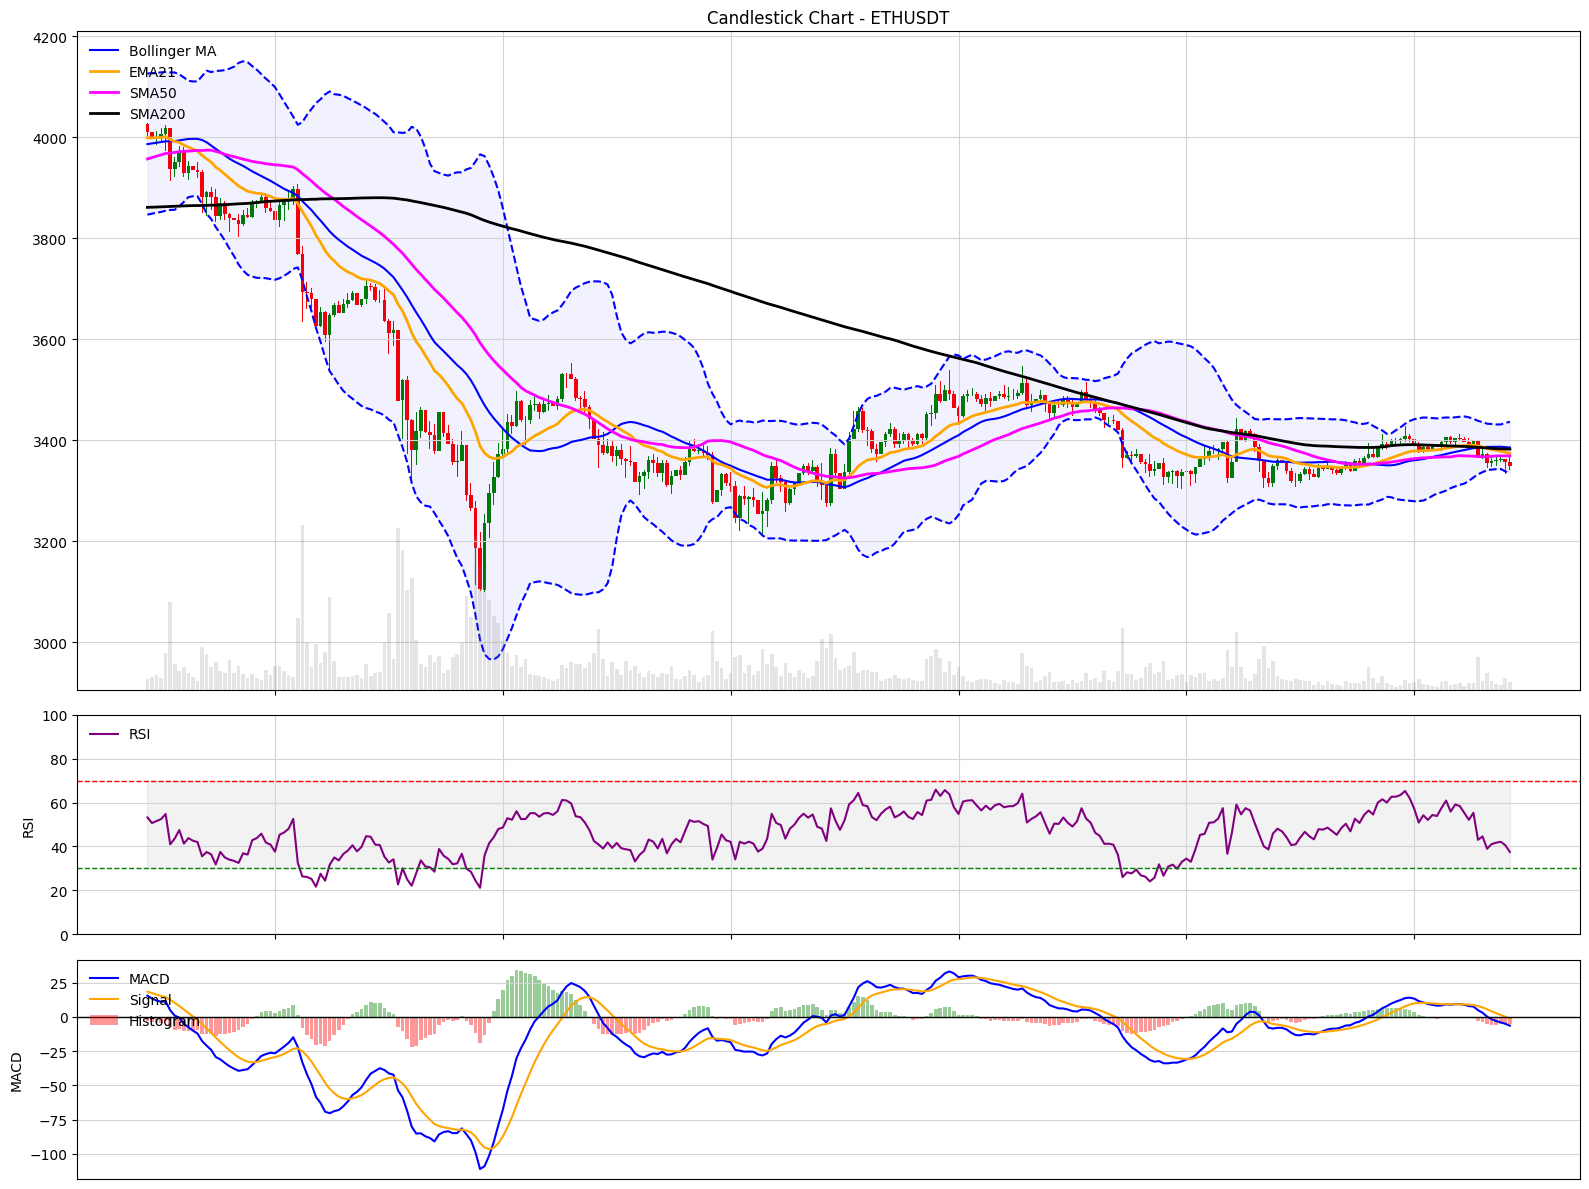 Candlestick Chart - ETHUSDT
4200
4000
3800
3600
3400
3200
3000
Bollinger MA
EMA21
SMA50
SMA200
100
80
60
40
20
0
RSI
RSI
25
0
−25
−50
−75
−100
MACD
MACD
Signal
Histogram